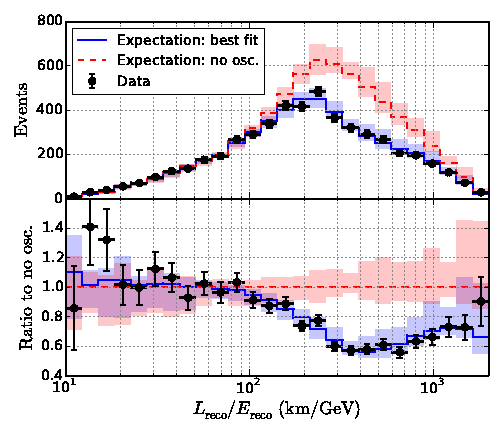 800
600
400
200
0
Events
Expectation: best fit
Expectation: no osc.
Data
1.4
1.2
1.0
0.8
0.6
0.4
Ratio to no osc.
10¹
10²
10³
L_reco/E_reco (km/GeV)